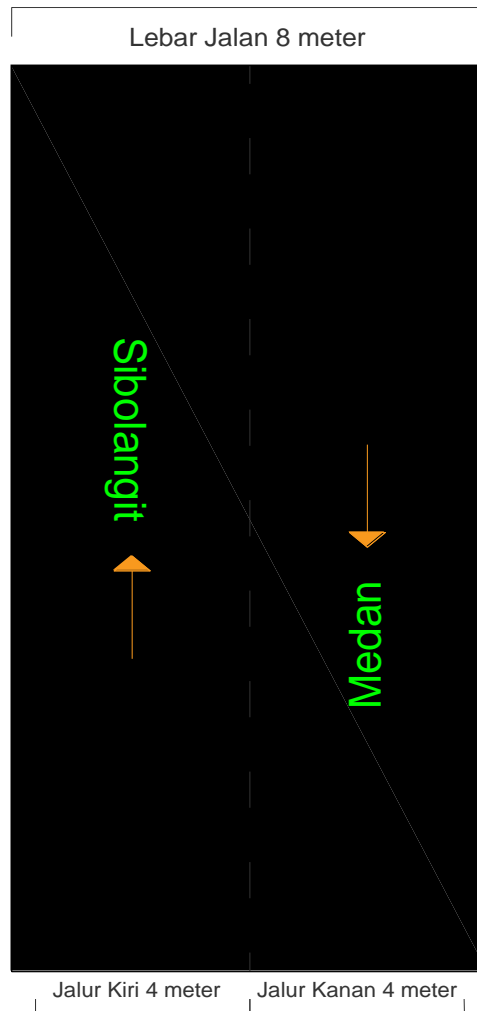 Lebar Jalan 8 meter
Sibolangit
Medan
Jalur Kiri 4 meter
Jalur Kanan 4 meter